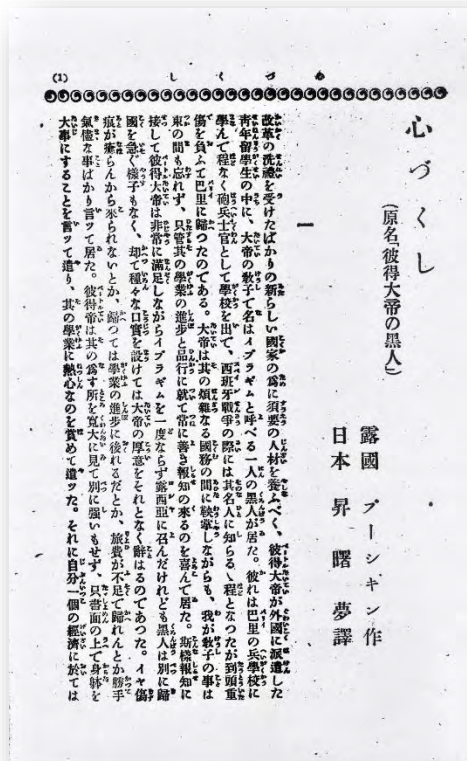 (1)
しくづろこ
心づくし
(原名、彼得大帝の黒人)
露國 プーシキン作
日本 昇曙夢譯
一
改革の洗禮を受けたばかりの新らしい國家の爲に須要の人材を養ふべく、彼得大帝が外國に派遣した
靑年留學生の中に、大帝の敎子で名はイブラギムと呼べる一人の黒人が居た。彼れは巴里の兵學校に
學んで程なく砲兵士官として學校を出で、西班牙戰爭の際には其名人に知らるゝ程となつたが到頭重
傷を負ふて巴里に歸つたのである。大帝は其の煩雜なる國務の間に鞅掌しながらも、我が敎子の事は
束の間も忘れず、只管其の學業の進步と品行に就て常に善き報知の來るのを喜んで居た。斯樣報知に
接して彼得大帝は非常に滿足しながらイブラギムを一度ならず露西亞に召んだけれども黒人は別に歸
國を急ぐ樣子もなく、却て種々な口實を設けては大帝の厚意をそれとなく辭はるのであつた。イヤ傷
痕が癒らんから來られないとか、歸つては學業の進步に後れるだとか、旅費が不足で歸れんとか勝手
氣儘な事ばかり言ッて居た。彼得帝は其の爲す所を寬大に見て別に强いもせず、只書面の上で身躰を
大事にすることを言ッて遣り、其の學業に熱心なのを賞めて遣った。それに自分一個の經濟に於ては